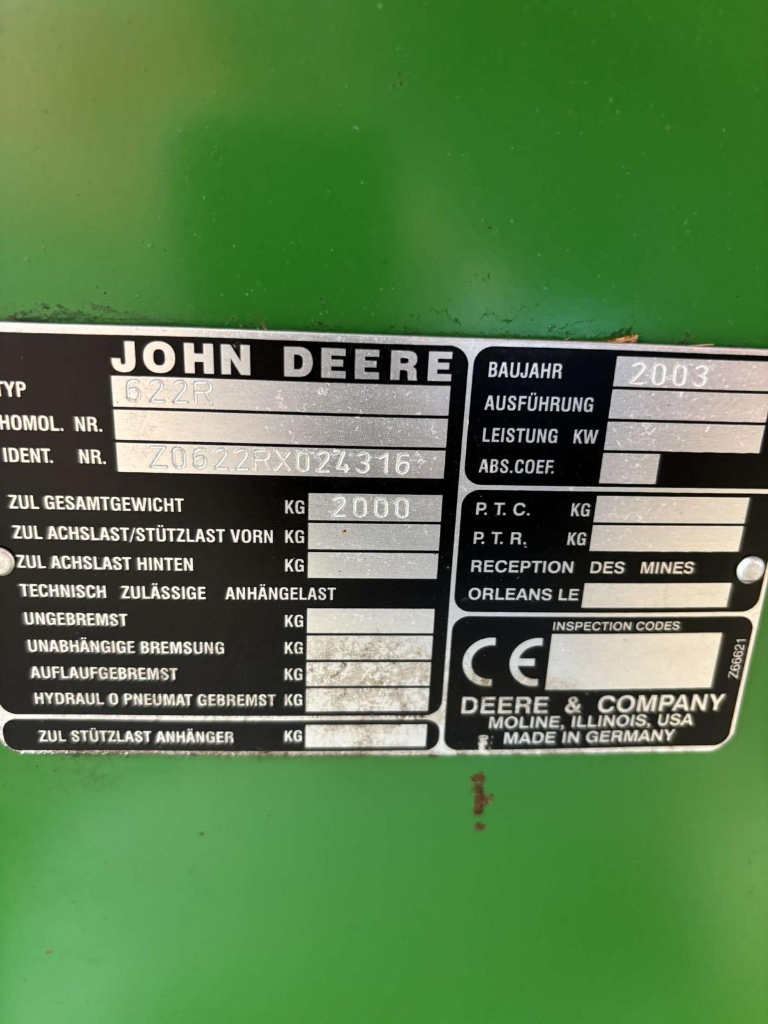 JOHN DEERE
TYP 622R
HOMOL. NR.
IDENT. NR. Z0622RX024316
ZUL GESAMTGEWICHT KG 2000
ZUL ACHSLAST/STÜTZLAST VORN KG
ZUL ACHSLAST HINTEN KG
TECHNISCH ZULÄSSIGE ANHÄNGELAST
UNGEBREMST KG
UNABHÄNGIGE BREMSUNG KG
AUFLAUFGEBREMST KG
HYDRAUL O PNEUMAT GEBREMST KG
ZUL STÜTZLAST ANHÄNGER KG
BAUJAHR 2003
AUSFÜHRUNG
LEISTUNG KW
ABS.COEF.
P.T.C. KG
P.T.R. KG
RECEPTION DES MINES
ORLEANS LE
INSPECTION CODES
CE
Z66621
DEERE & COMPANY
MOLINE, ILLINOIS, USA
MADE IN GERMANY